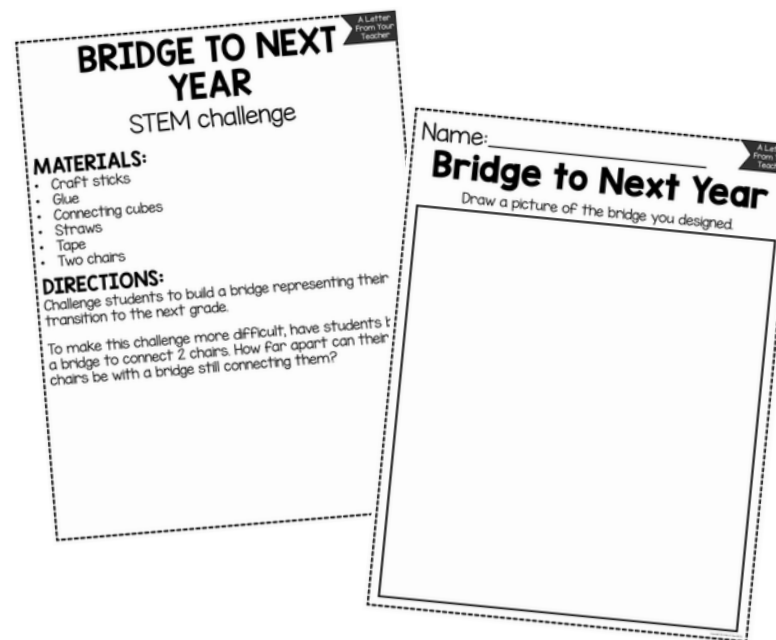 A Letter
From Your
Teacher
BRIDGE TO NEXT
YEAR
STEM challenge
MATERIALS:
• Craft sticks
• Glue
• Connecting cubes
• Straws
• Tape
• Two chairs
DIRECTIONS:
Challenge students to build a bridge representing their
transition to the next grade.
To make this challenge more difficult, have students
a bridge to connect 2 chairs. How far apart can their
chairs be with a bridge still connecting them?
Name:
A
From
Bridge to Next Year
Draw a picture of the bridge you designed.